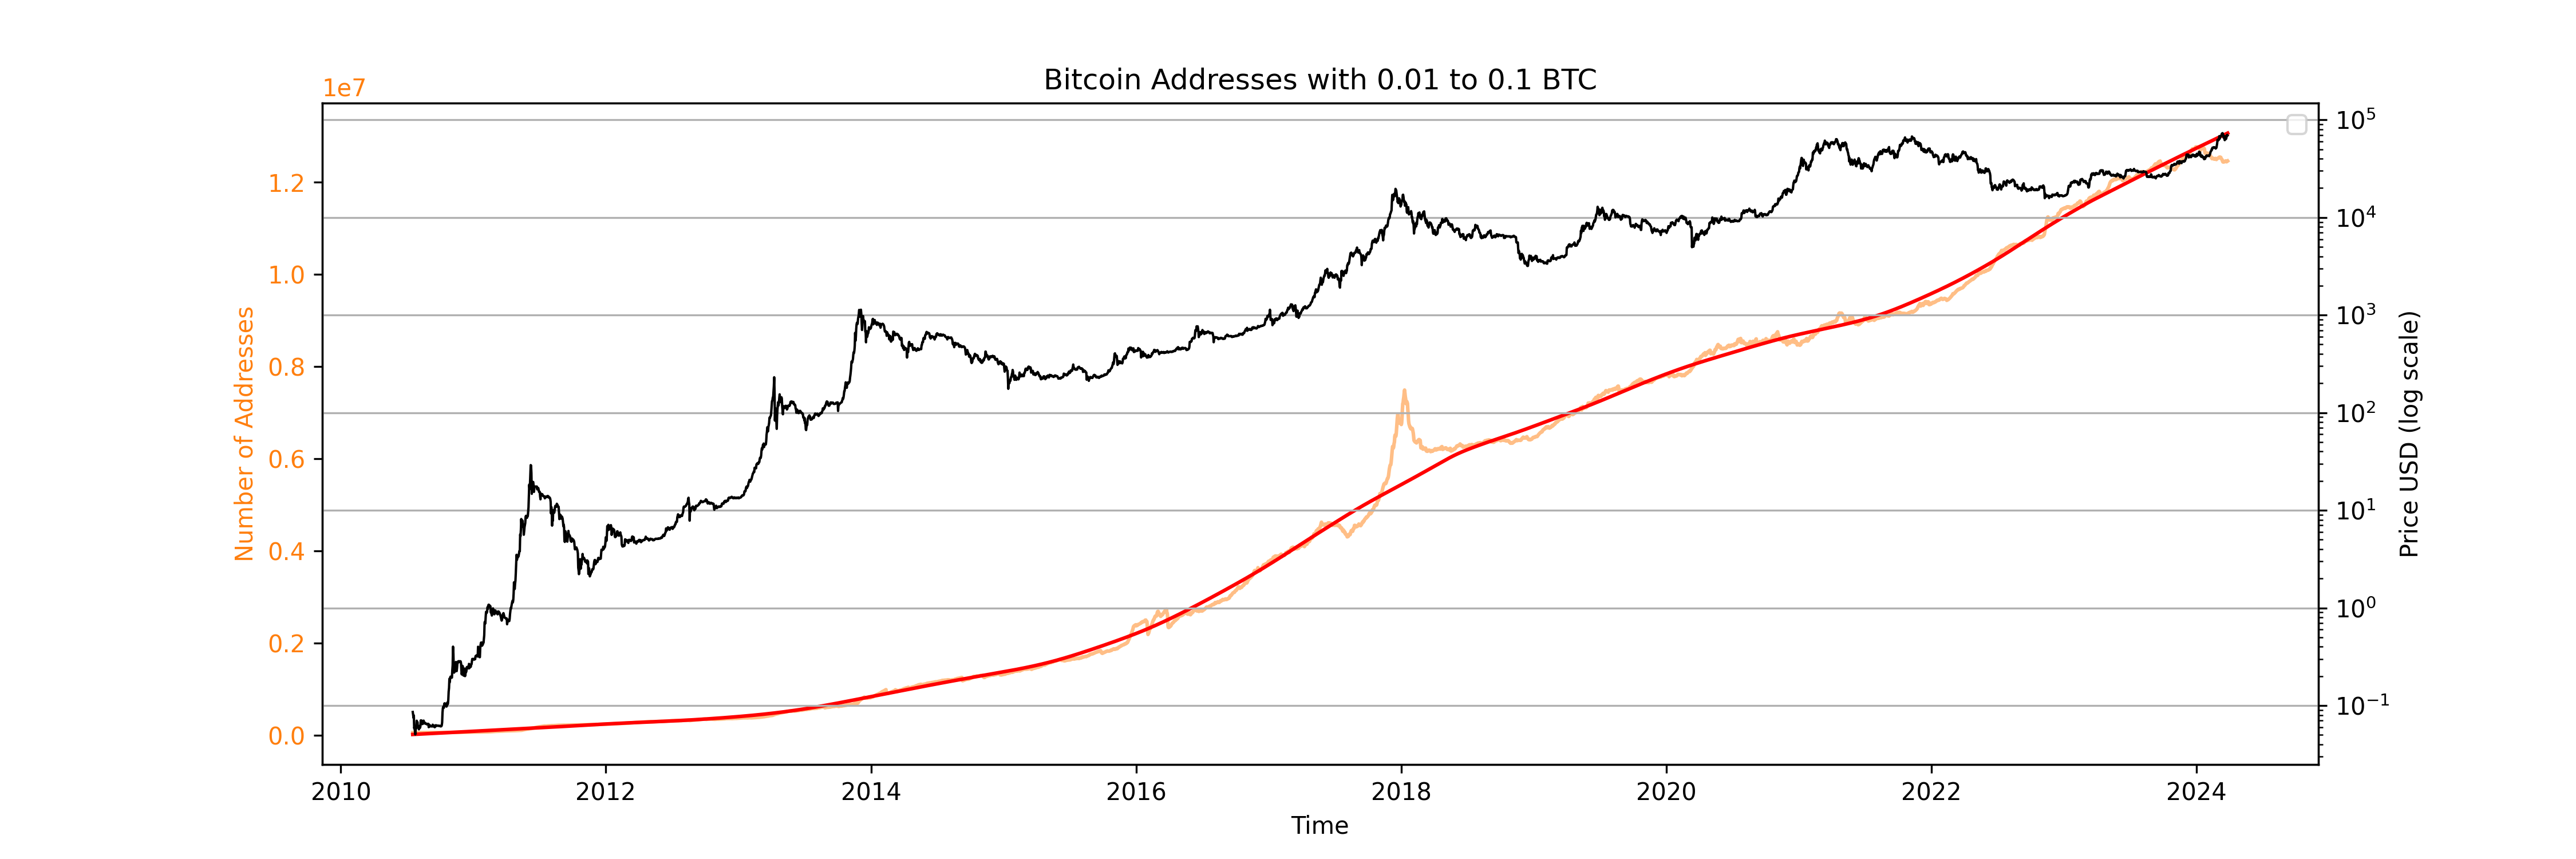 Bitcoin Addresses with 0.01 to 0.1 BTC
1e7
1.2
1.0
0.8
0.6
0.4
0.2
0.0
Number of Addresses
10⁵
10⁴
10³
10²
10¹
10⁰
10⁻¹
Price USD (log scale)
2010 2012 2014 2016 2018 2020 2022 2024
Time